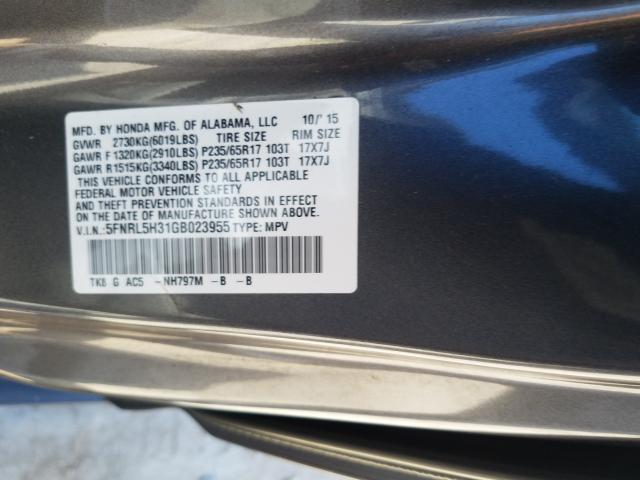 MFD. BY HONDA MFG. OF ALABAMA, LLC 10/'15
GVWR 2730KG(6019LBS) TIRE SIZE RIM SIZE
GAWR F 1320KG(2910LBS) P235/65R17 103T 17X7J
GAWR R1515KG(3340LBS) P235/65R17 103T 17X7J
THIS VEHICLE CONFORMS TO ALL APPLICABLE
FEDERAL MOTOR VEHICLE SAFETY
AND THEFT PREVENTION STANDARDS IN EFFECT
ON THE DATE OF MANUFACTURE SHOWN ABOVE.
V.I.N.:5FNRL5H31GB023955 TYPE: MPV
TK8 G AC5 -NH797M -B -B